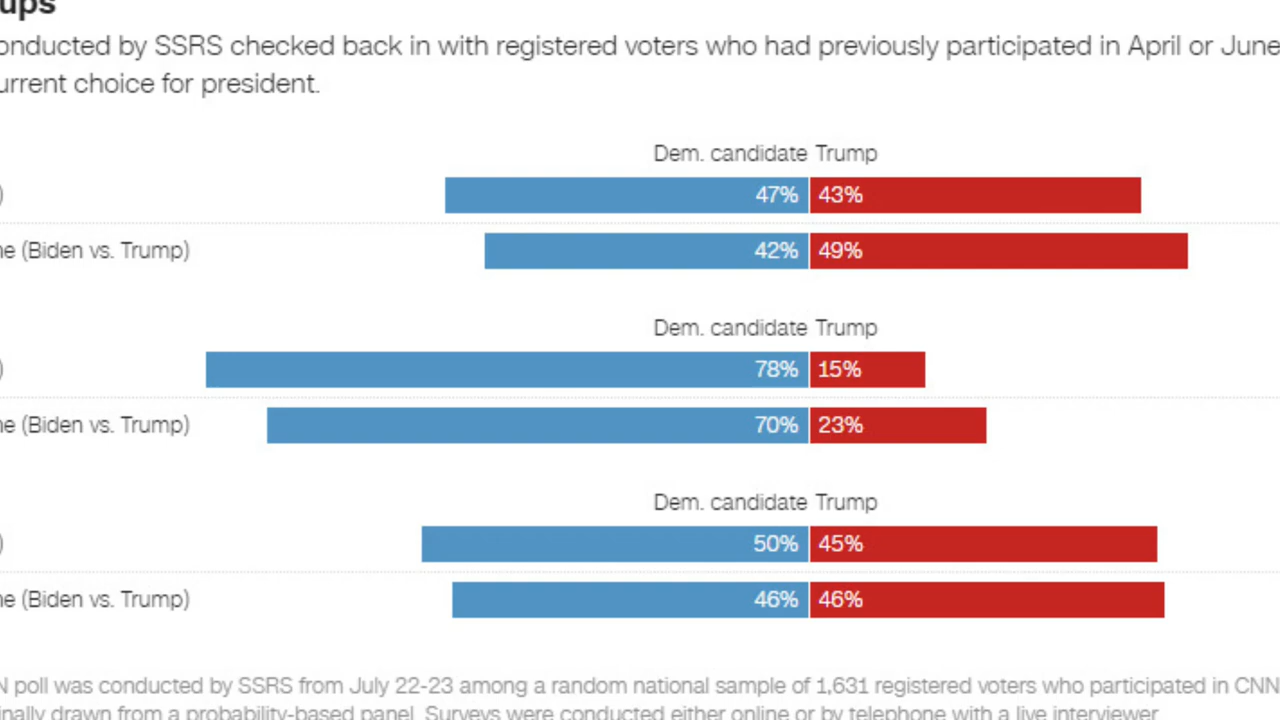 ups
onducted by SSRS checked back in with registered voters who had previously participated in April or June
urrent choice for president.
Dem. candidate Trump
) 47% 43%
ne (Biden vs. Trump) 42% 49%
Dem. candidate Trump
) 78% 15%
ne (Biden vs. Trump) 70% 23%
Dem. candidate Trump
) 50% 45%
ne (Biden vs. Trump) 46% 46%
N poll was conducted by SSRS from July 22-23 among a random national sample of 1,631 registered voters who participated in CNN
inally drawn from a probability-based panel. Surveys were conducted either online or by telephone with a live interviewer.